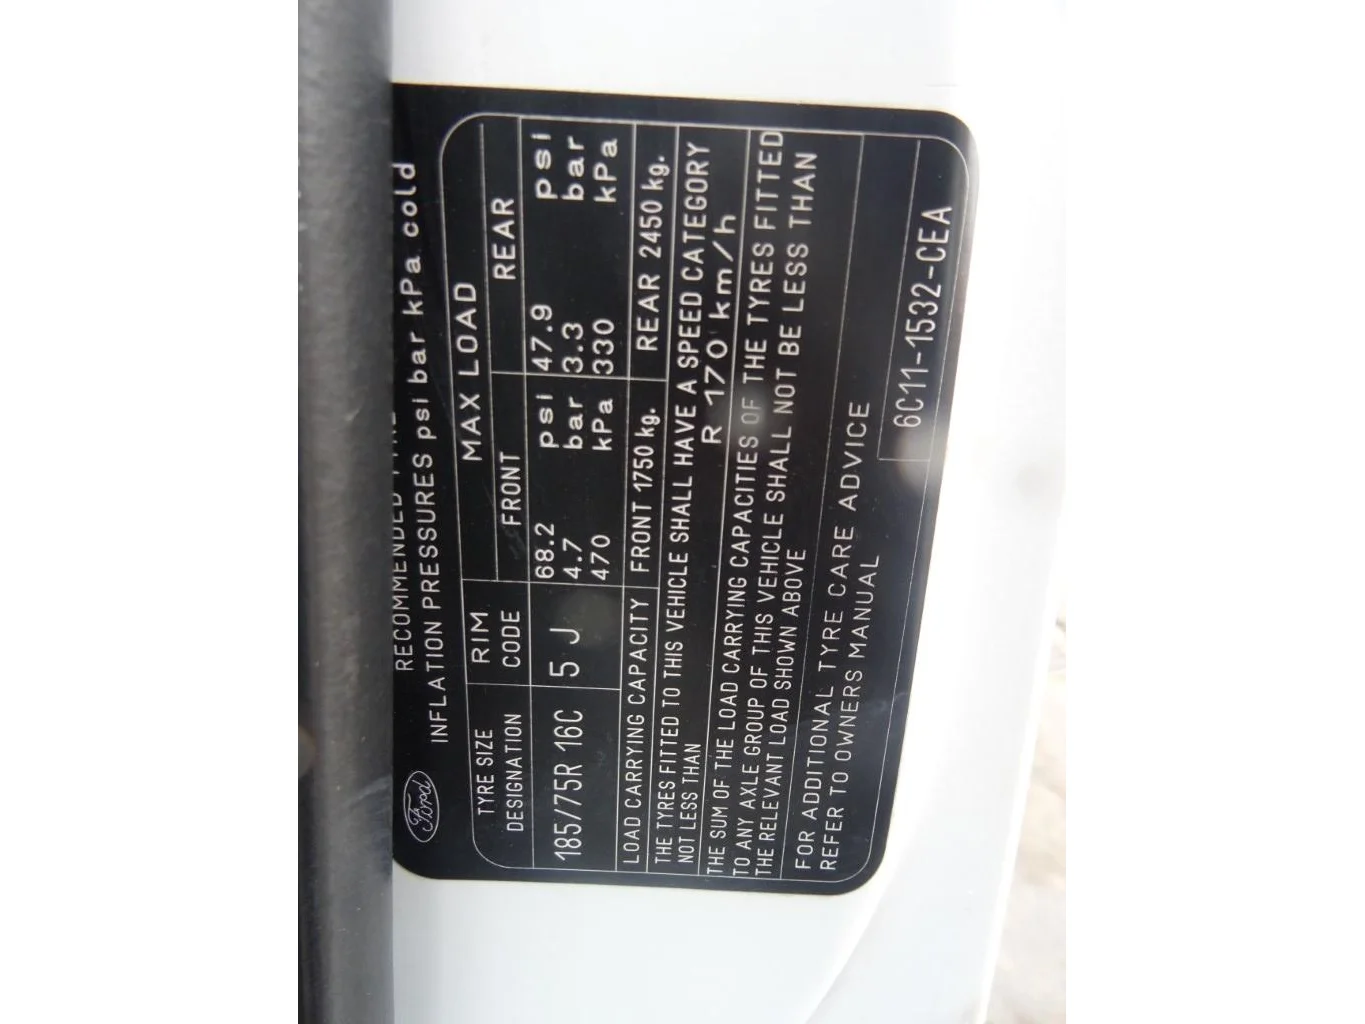 Ford
RECOMMENDED TYRE
INFLATION PRESSURES psi bar kPa cold
TYRE SIZE DESIGNATION
RIM CODE
MAX LOAD
FRONT
REAR
185/75R 16C
5 J
68.2 psi
4.7 bar
470 kPa
47.9 psi
3.3 bar
330 kPa
LOAD CARRYING CAPACITY FRONT 1750 kg. REAR 2450 kg.
THE TYRES FITTED TO THIS VEHICLE SHALL HAVE A SPEED CATEGORY
NOT LESS THAN R 170 km/h
THE SUM OF THE LOAD CARRYING CAPACITIES OF THE TYRES FITTED
TO ANY AXLE GROUP OF THIS VEHICLE SHALL NOT BE LESS THAN
THE RELEVANT LOAD SHOWN ABOVE
FOR ADDITIONAL TYRE CARE ADVICE
REFER TO OWNERS MANUAL
6C11-1532-CEA